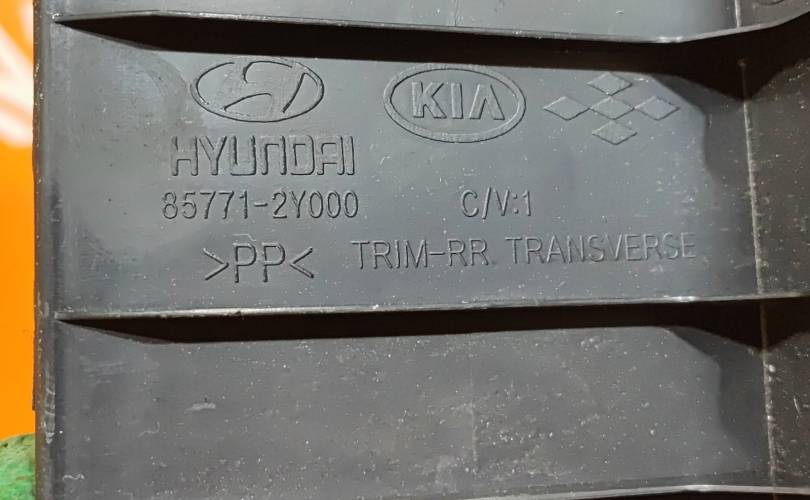 KIA
HYUNDAI
85771-2Y000 C/V:1
>PP< TRIM-RR TRANSVERSE